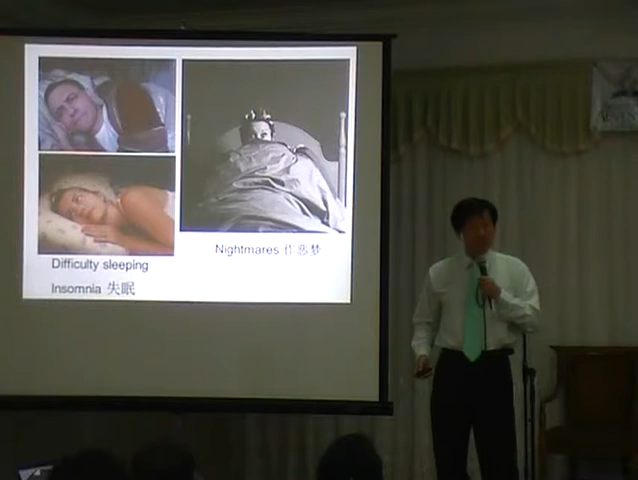 Difficulty sleeping
Insomnia 失眠
Nightmares 作恶梦